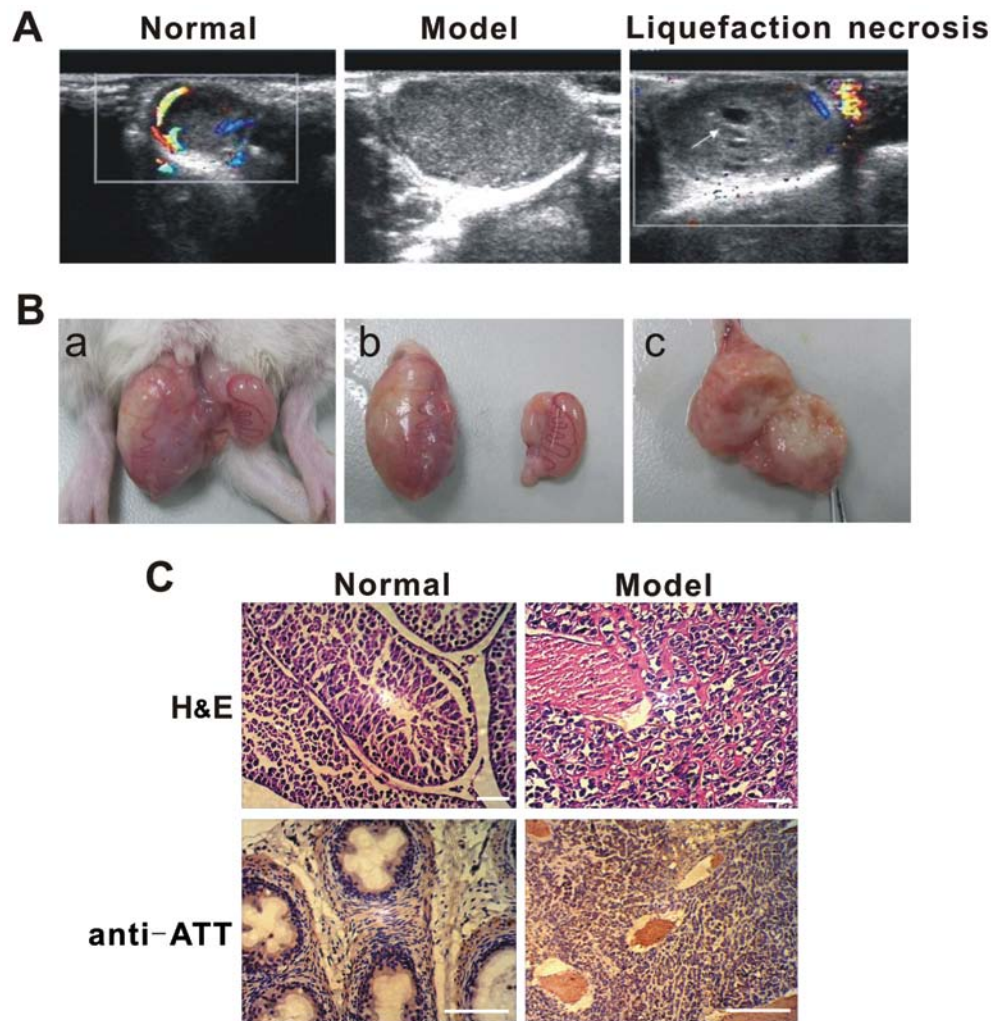 A
Normal Model Liquefaction necrosis
B
a b c
C
Normal Model
H&E
anti-ATT